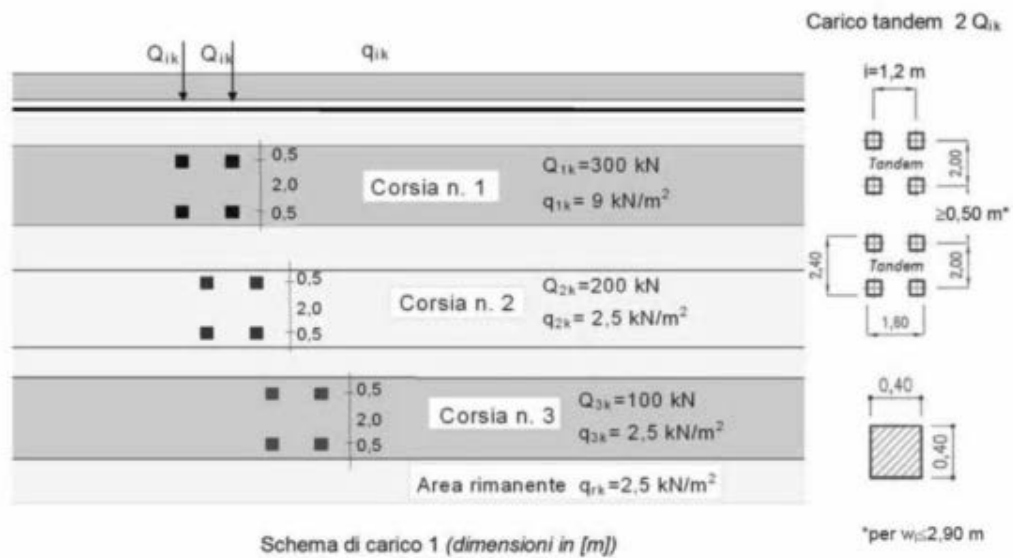 Carico tandem 2 Qik
Qik Qik qik
i=1,2 m
0,5
2,0
0,5
Corsia n. 1
Q1k=300 kN
q1k= 9 kN/m²
Tandem
2,00
≥0,50 m*
0,5
2,0
0,5
Corsia n. 2
Q2k=200 kN
q2k= 2,5 kN/m²
2,40
Tandem
2,00
1,60
0,5
2,0
0,5
Corsia n. 3
Q3k=100 kN
q3k= 2,5 kN/m²
0,40
0,40
Area rimanente qrk=2,5 kN/m²
Schema di carico 1 (dimensioni in [m])
*per wl≤2,90 m